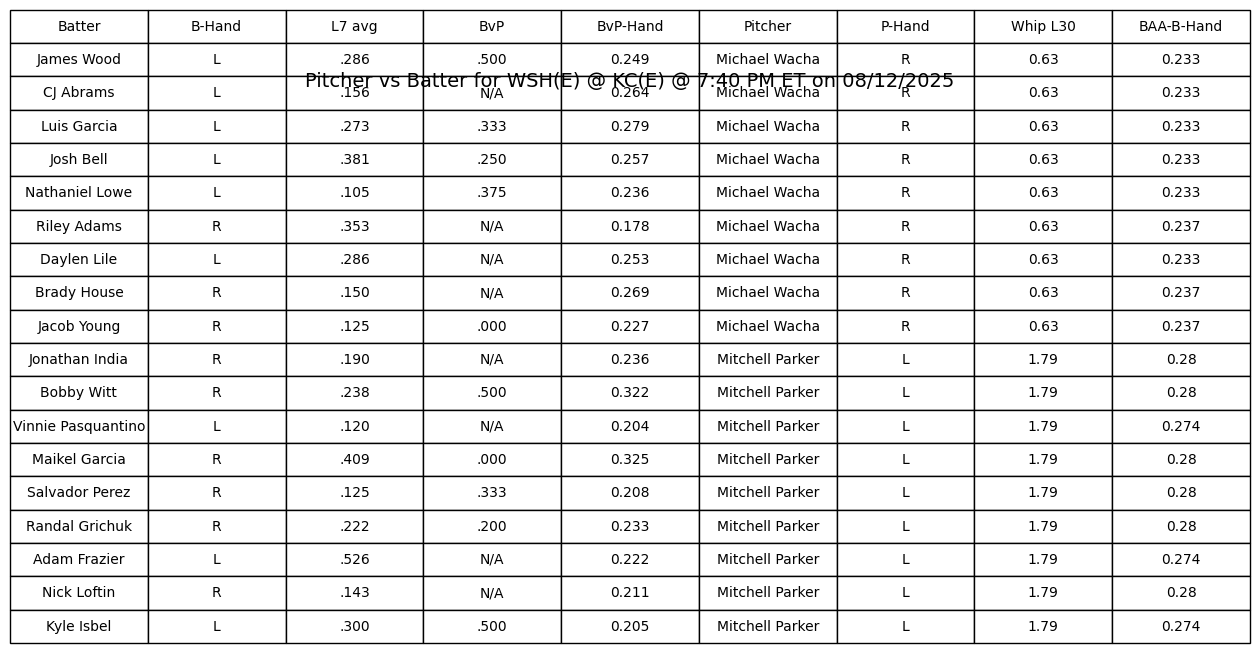 Batter B-Hand L7 avg BvP BvP-Hand Pitcher P-Hand Whip L30 BAA-B-Hand
James Wood L .286 .500 0.249 Michael Wacha R 0.63 0.233
Pitcher vs Batter for WSH(E) @ KC(E) @ 7:40 PM ET on 08/12/2025
CJ Abrams L .156 N/A 0.264 Michael Wacha R 0.63 0.233
Luis Garcia L .273 .333 0.279 Michael Wacha R 0.63 0.233
Josh Bell L .381 .250 0.257 Michael Wacha R 0.63 0.233
Nathaniel Lowe L .105 .375 0.236 Michael Wacha R 0.63 0.233
Riley Adams R .353 N/A 0.178 Michael Wacha R 0.63 0.237
Daylen Lile L .286 N/A 0.253 Michael Wacha R 0.63 0.233
Brady House R .150 N/A 0.269 Michael Wacha R 0.63 0.237
Jacob Young R .125 .000 0.227 Michael Wacha R 0.63 0.237
Jonathan India R .190 N/A 0.236 Mitchell Parker L 1.79 0.28
Bobby Witt R .238 .500 0.322 Mitchell Parker L 1.79 0.28
Vinnie Pasquantino L .120 N/A 0.204 Mitchell Parker L 1.79 0.274
Maikel Garcia R .409 .000 0.325 Mitchell Parker L 1.79 0.28
Salvador Perez R .125 .333 0.208 Mitchell Parker L 1.79 0.28
Randal Grichuk R .222 .200 0.233 Mitchell Parker L 1.79 0.28
Adam Frazier L .526 N/A 0.222 Mitchell Parker L 1.79 0.274
Nick Loftin R .143 N/A 0.211 Mitchell Parker L 1.79 0.28
Kyle Isbel L .300 .500 0.205 Mitchell Parker L 1.79 0.274